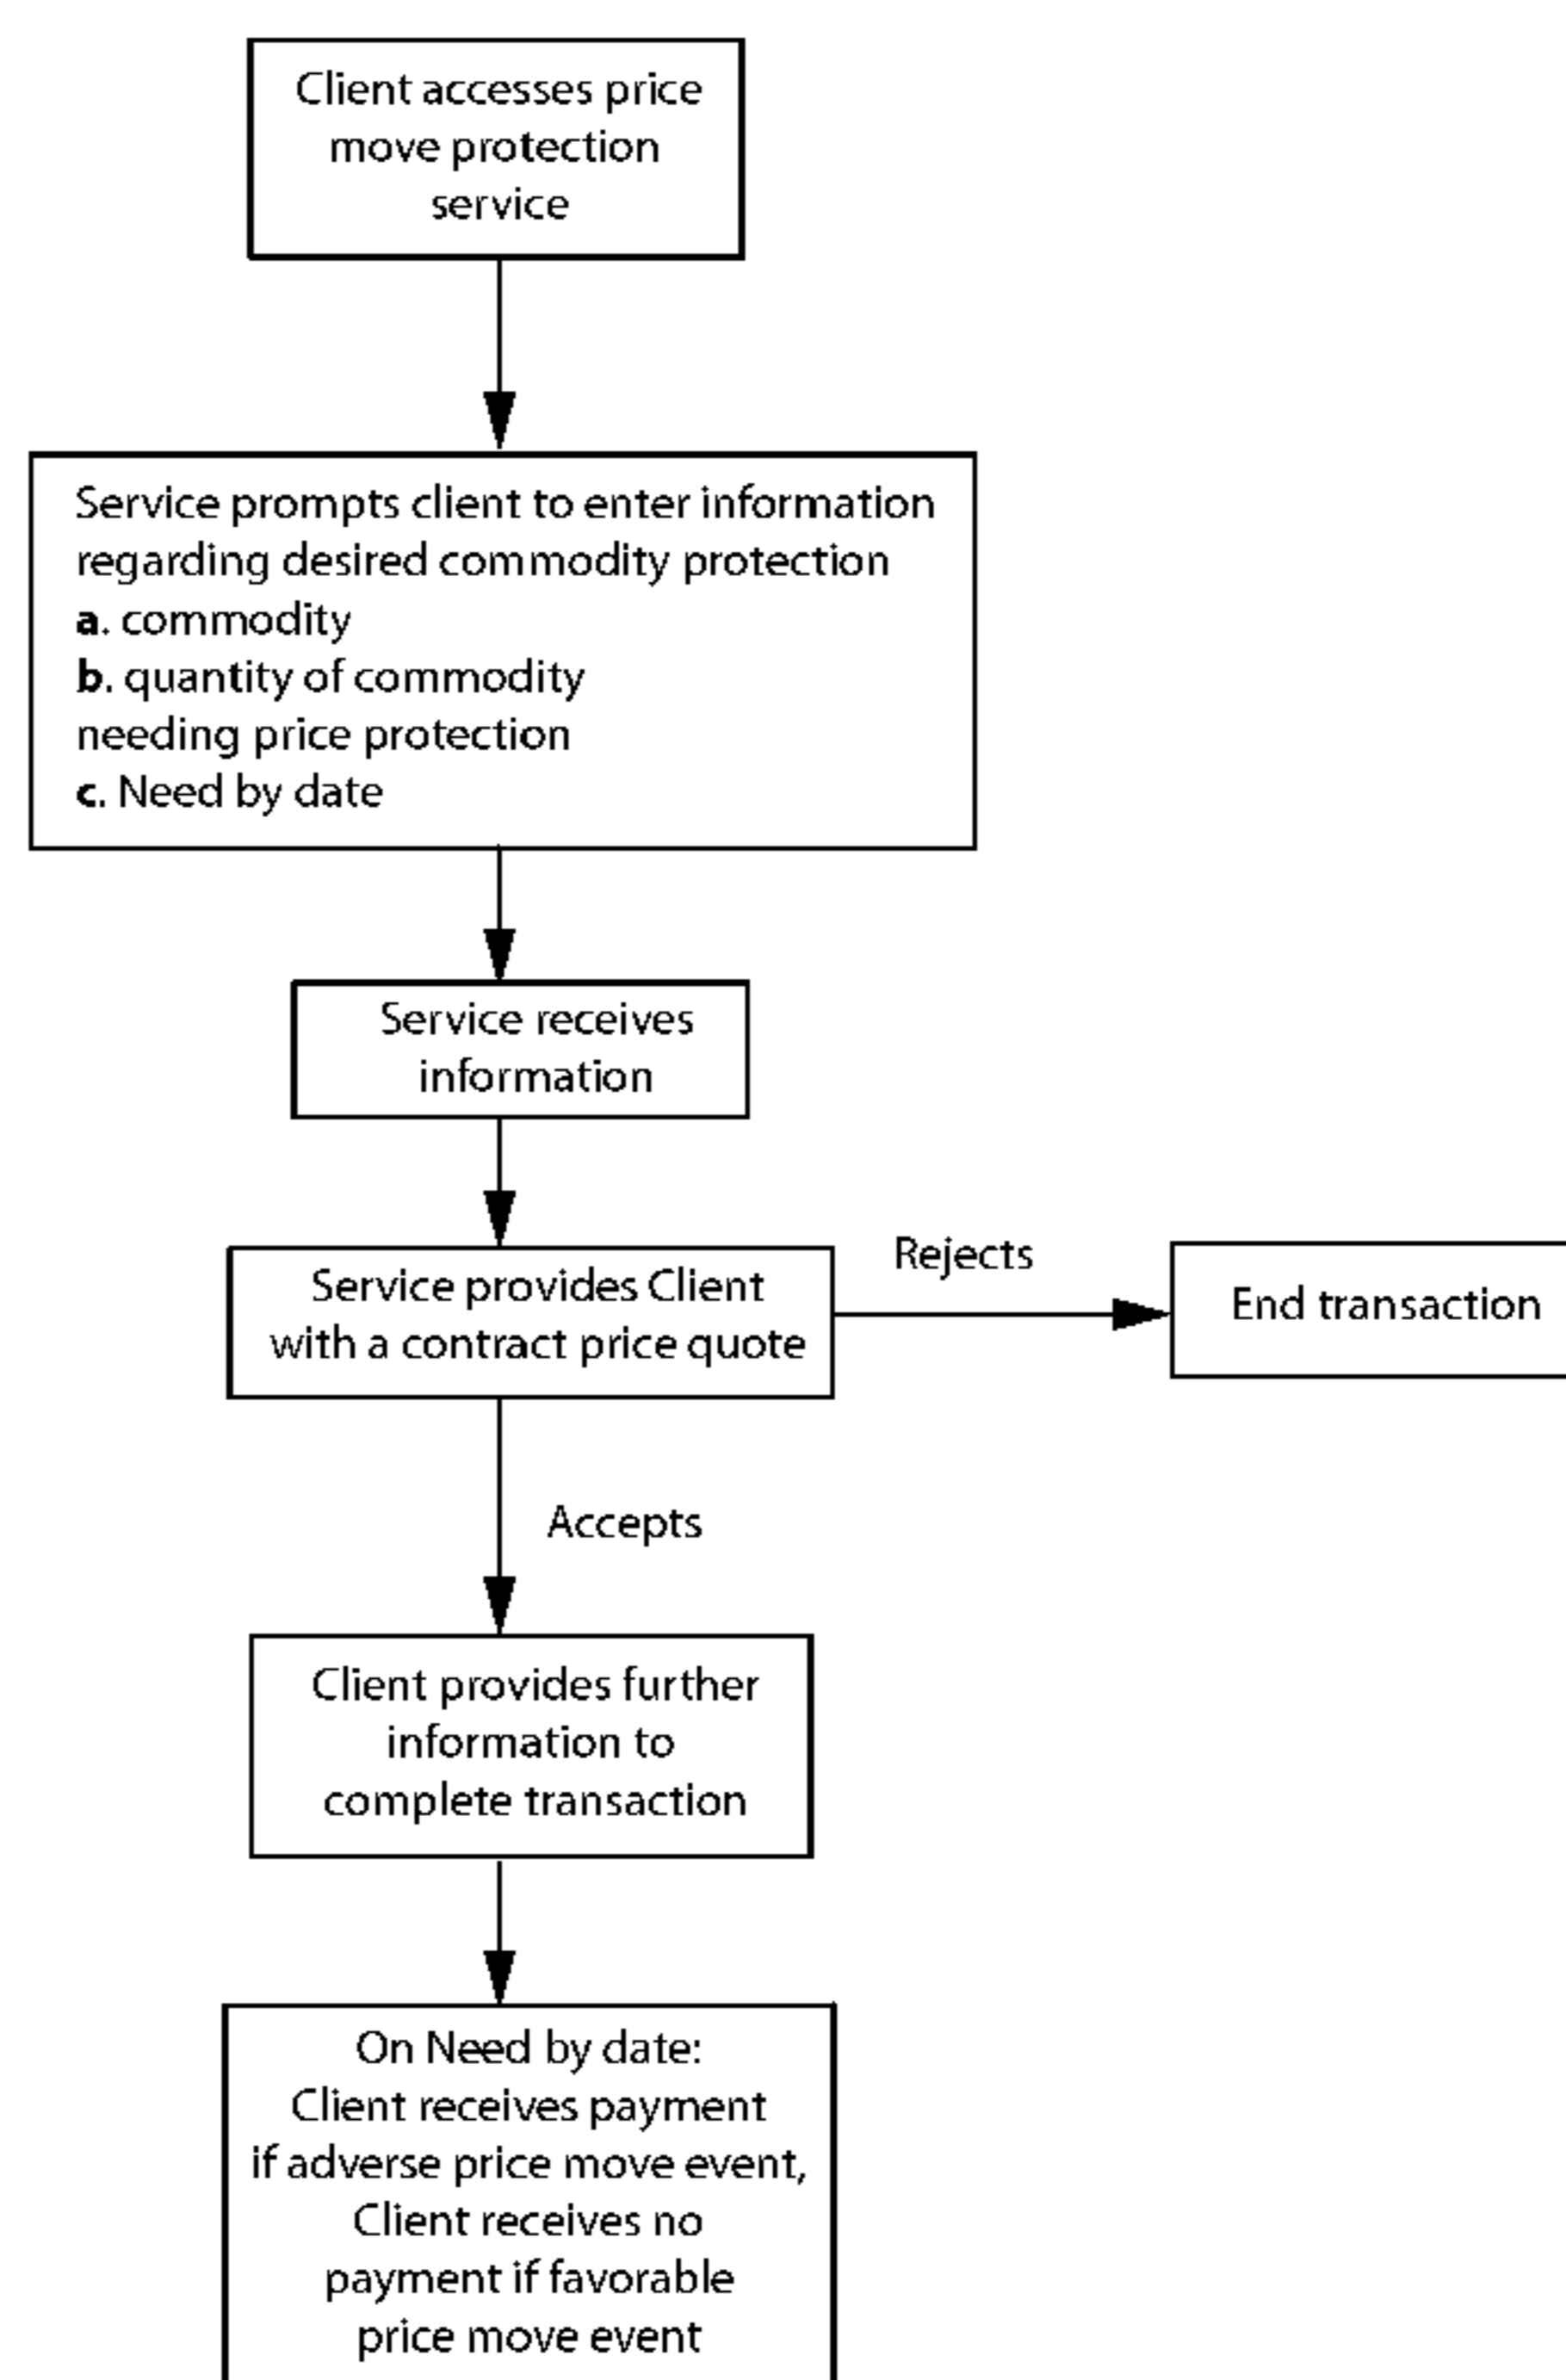 Client accesses price
move protection
service
Service prompts client to enter information
regarding desired commodity protection
a. commodity
b. quantity of commodity
needing price protection
c. Need by date
Service receives
information
Service provides Client
with a contract price quote
Rejects
End transaction
Accepts
Client provides further
information to
complete transaction
On Need by date:
Client receives payment
if adverse price move event,
Client receives no
payment if favorable
price move event